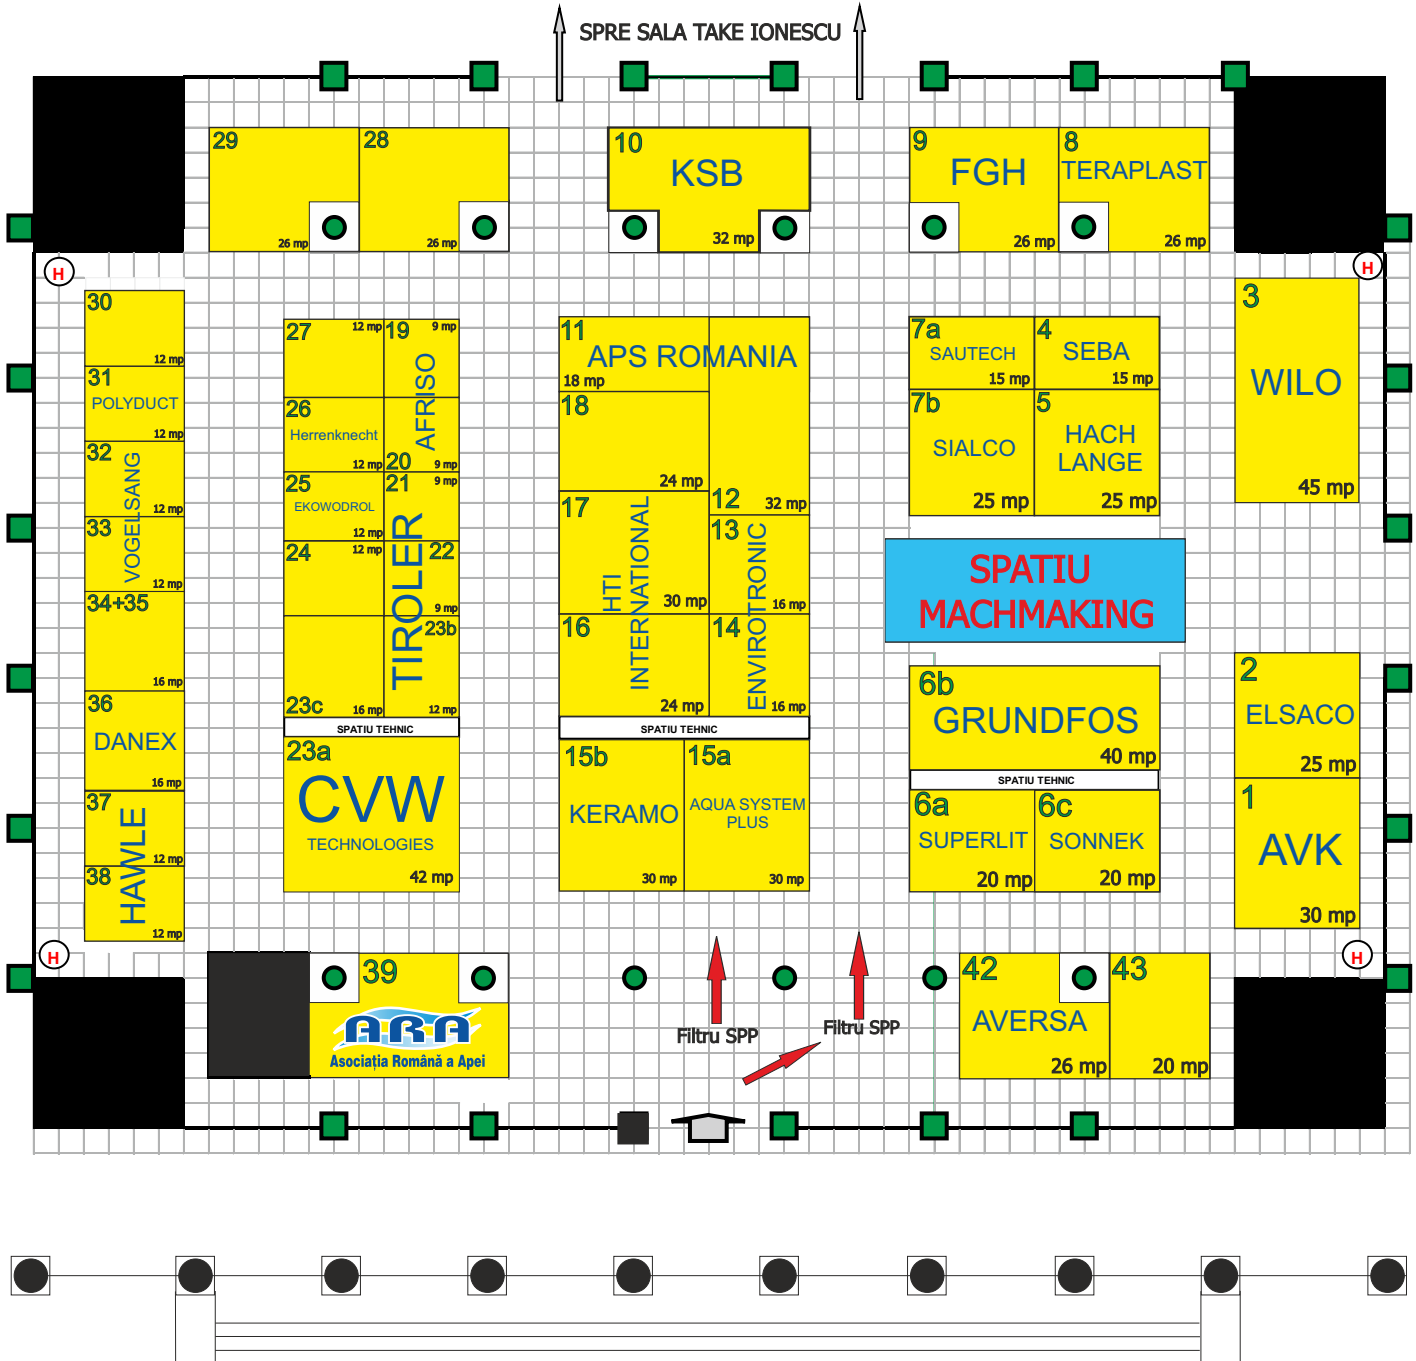 SPRE SALA TAKE IONESCU
29
26 mp
28
26 mp
10
KSB
32 mp
9
FGH
26 mp
8
TERAPLAST
26 mp
H
H
30
12 mp
31
POLYDUCT
12 mp
32
VOGELSANG
12 mp
33
12 mp
34+35
16 mp
36
DANEX
16 mp
37
HAWLE
12 mp
38
12 mp
27
12 mp
19
9 mp
AFRISO
26
Herrenknecht
12 mp
20
9 mp
25
EKOWODROL
12 mp
21
9 mp
TIROLER
24
12 mp
22
9 mp
23b
12 mp
23c
16 mp
SPATIU TEHNIC
23a
CVW
TECHNOLOGIES
42 mp
11
APS ROMANIA
18 mp
18
24 mp
12
32 mp
17
HTI
INTERNATIONAL
30 mp
13
ENVIROTRONIC
16 mp
16
24 mp
14
16 mp
SPATIU TEHNIC
15b
KERAMO
30 mp
15a
AQUA SYSTEM
PLUS
30 mp
7a
SAUTECH
15 mp
4
SEBA
15 mp
7b
SIALCO
25 mp
5
HACH
LANGE
25 mp
3
WILO
45 mp
SPATIU
MACHMAKING
6b
GRUNDFOS
40 mp
SPATIU TEHNIC
6a
SUPERLIT
20 mp
6c
SONNEK
20 mp
2
ELSACO
25 mp
1
AVK
30 mp
H
H
39
ARA
Asociația Română a Apei
Filtru SPP
Filtru SPP
42
AVERSA
26 mp
43
20 mp